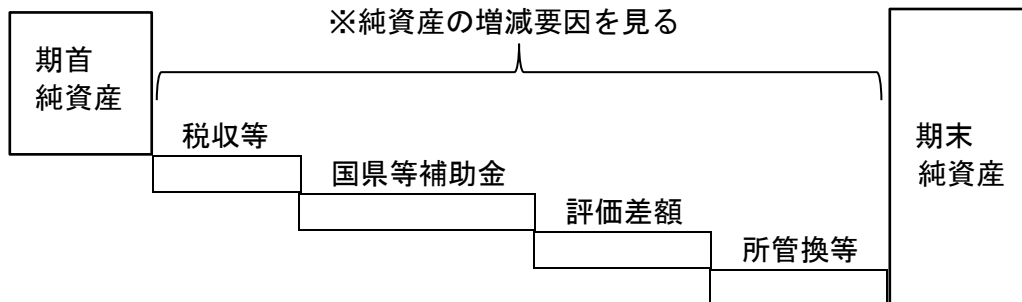 ※純資産の増減要因を見る
期首
純資産
税収等
国県等補助金
評価差額
所管換等
期末
純資産